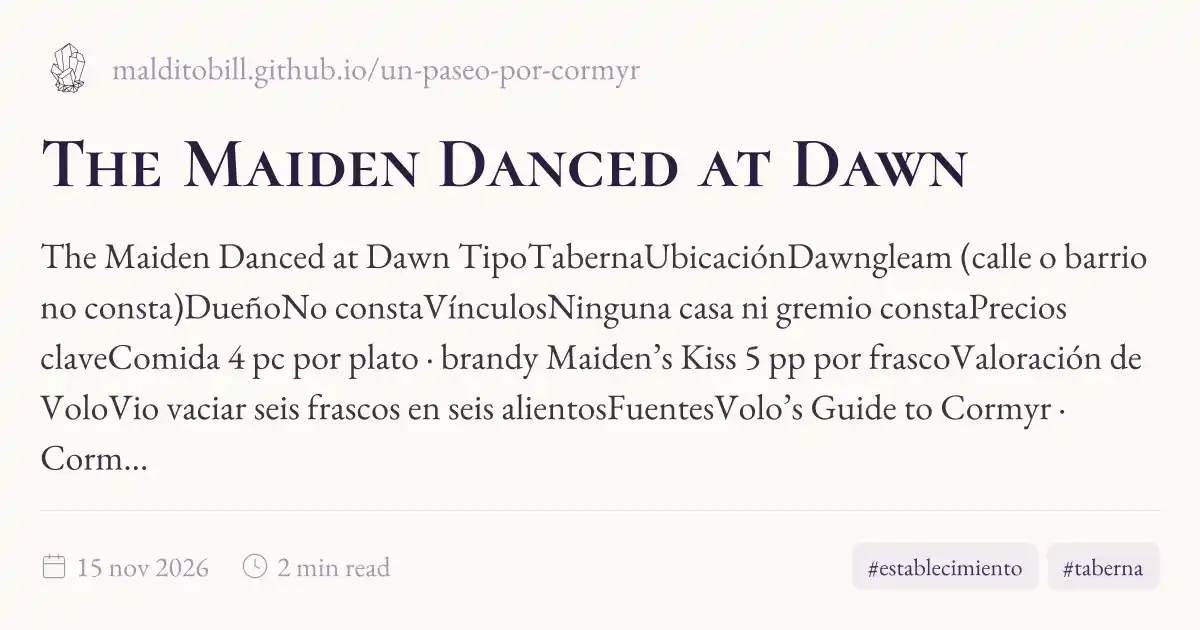 malditobill.github.io/un-paseo-por-cormyr
The Maiden Danced at Dawn
The Maiden Danced at Dawn TipoTabernaUbicaciónDawngleam (calle o barrio
no consta)DueñoNo constaVínculosNinguna casa ni gremio constaPrecios
claveComida 4 pc por plato · brandy Maiden’s Kiss 5 pp por frascoValoración de
VoloVio vaciar seis frascos en seis alientosFuentesVolo’s Guide to Cormyr ·
Corm...
15 nov 2026 2 min read #establecimiento #taberna